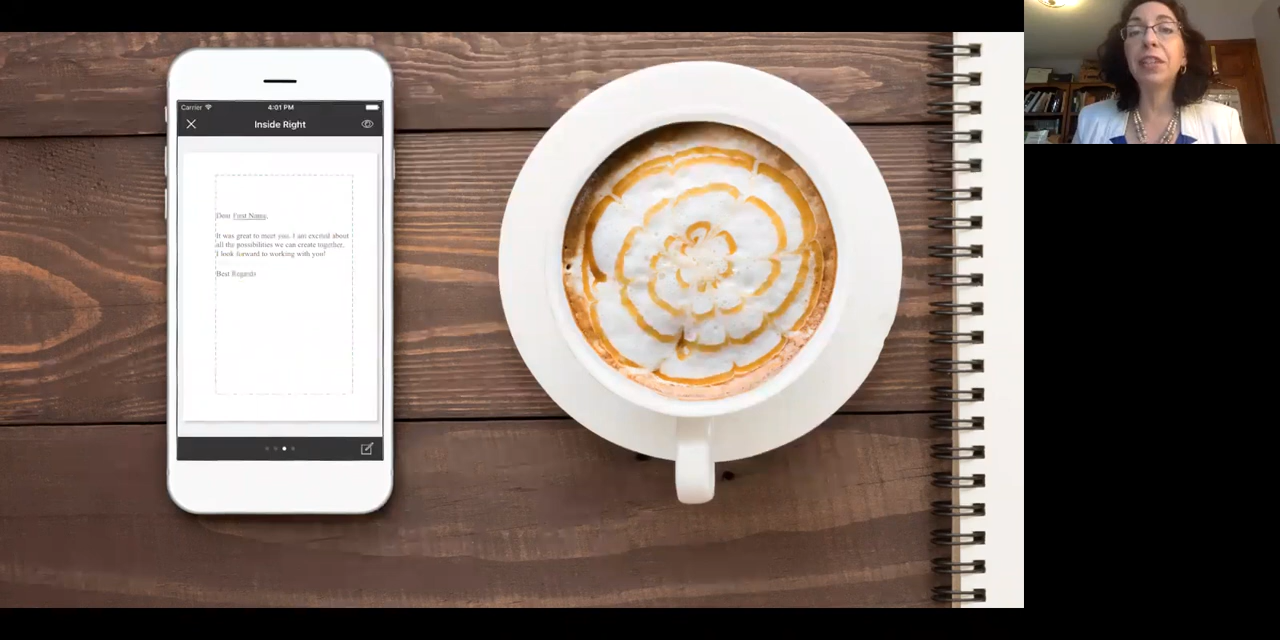 Carrier 4:01 PM
Inside Right
Dear First Name,
It was great to meet you. I am excited about
all the possibilities we can create together.
I look forward to working with you!
Best Regards